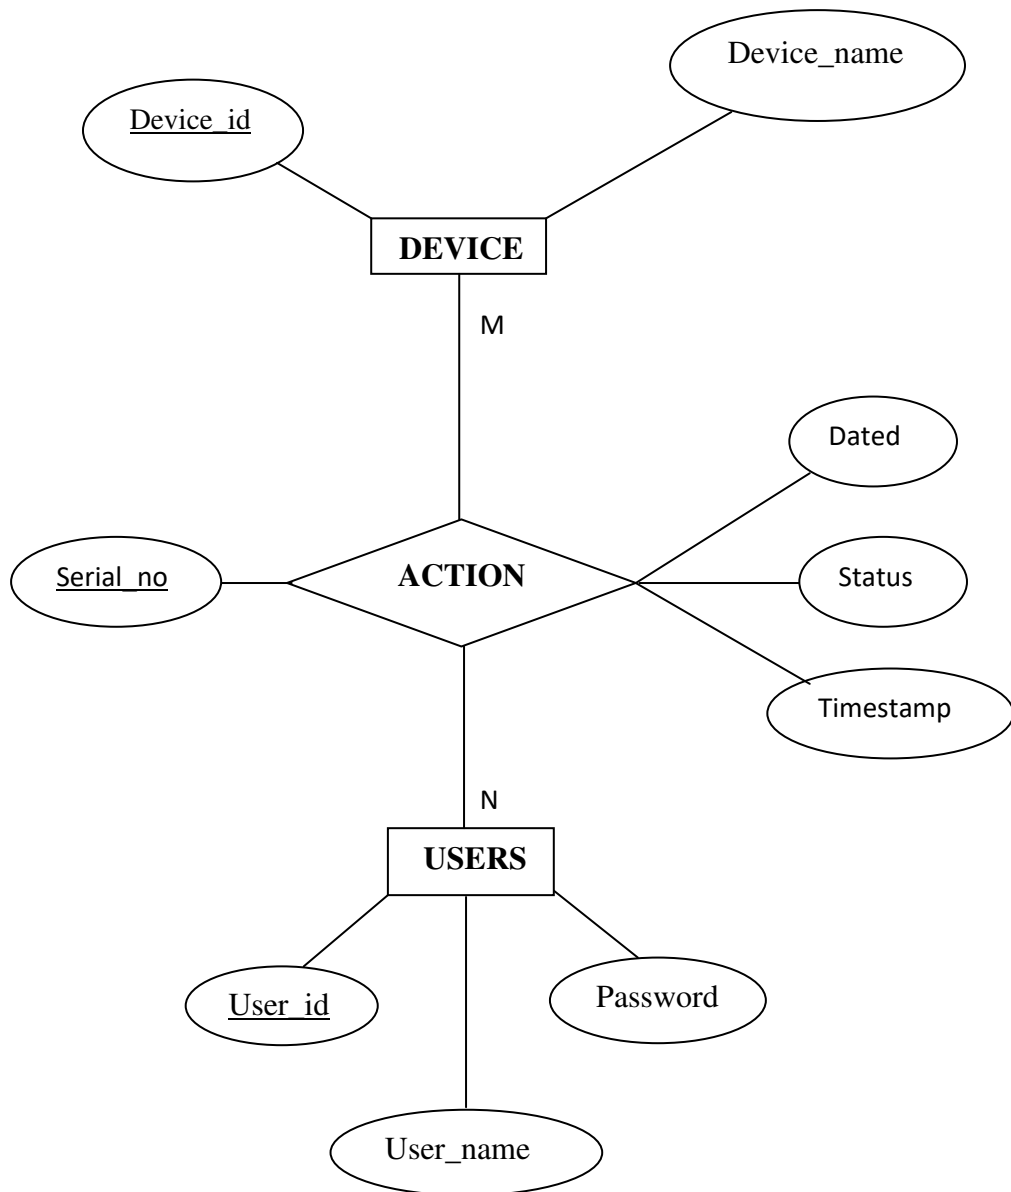 Device_name
Device_id
DEVICE
M
Dated
Serial_no
ACTION
Status
Timestamp
N
USERS
User_id
Password
User_name